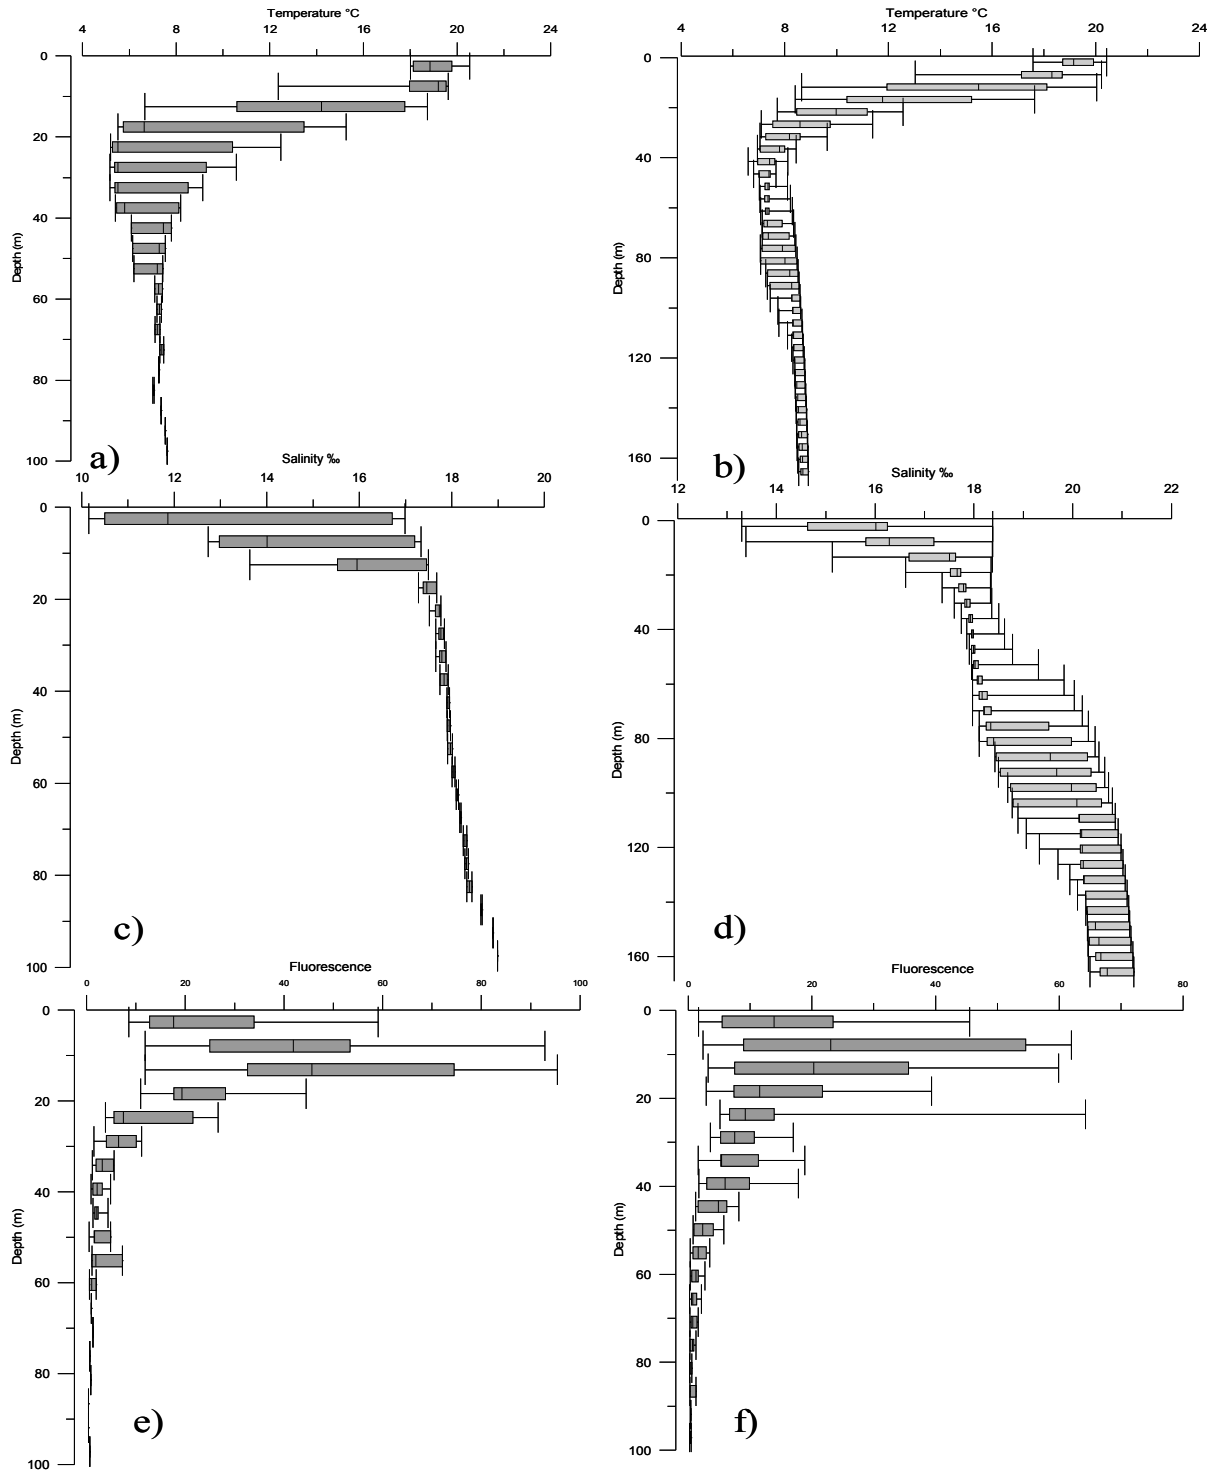 Temperature °C
4 8 12 16 20 24
0
20
40
60
80
100
Depth (m)
a)
Temperature °C
4 8 12 16 20 24
0
40
80
120
160
Depth (m)
b)
Salinity ‰
10 12 14 16 18 20
0
20
40
60
80
100
Depth (m)
c)
Salinity ‰
12 14 16 18 20 22
0
40
80
120
160
Depth (m)
d)
Fluorescence
0 20 40 60 80 100
0
20
40
60
80
100
Depth (m)
e)
Fluorescence
0 20 40 60 80
0
20
40
60
80
100
Depth (m)
f)